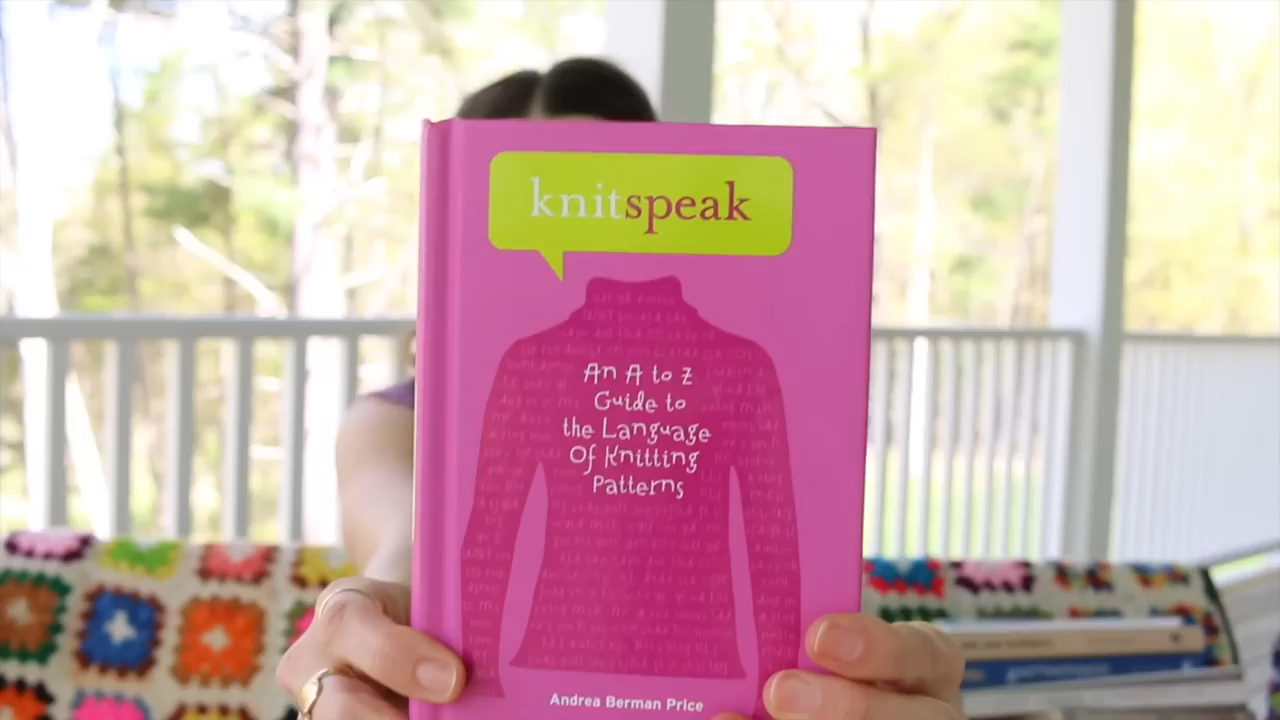 knitspeak
An A to Z
Guide to
the Language
Of Knitting
Patterns
Andrea Berman Price